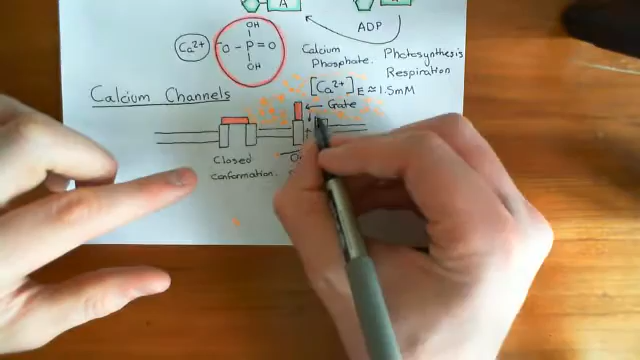 A
A
ADP
OH
Ca²⁺
⁻O - P = O
OH
Calcium
Phosphate.
Photosynthesis
Respiration
[Ca²⁺]E ≈ 1.5mM
Calcium Channels
Gate
Closed
conformation.